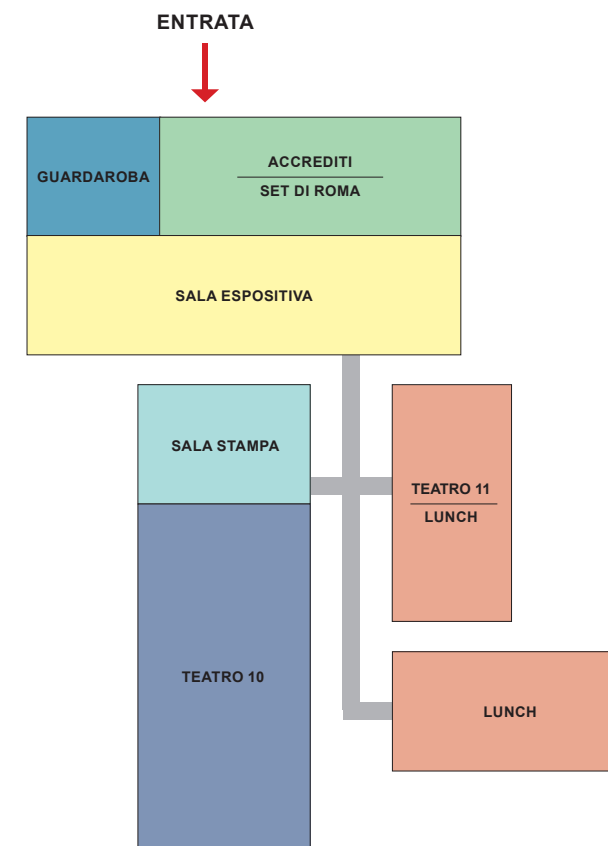 ENTRATA
GUARDAROBA
ACCREDITI
SET DI ROMA
SALA ESPOSITIVA
SALA STAMPA
TEATRO 11
LUNCH
TEATRO 10
LUNCH